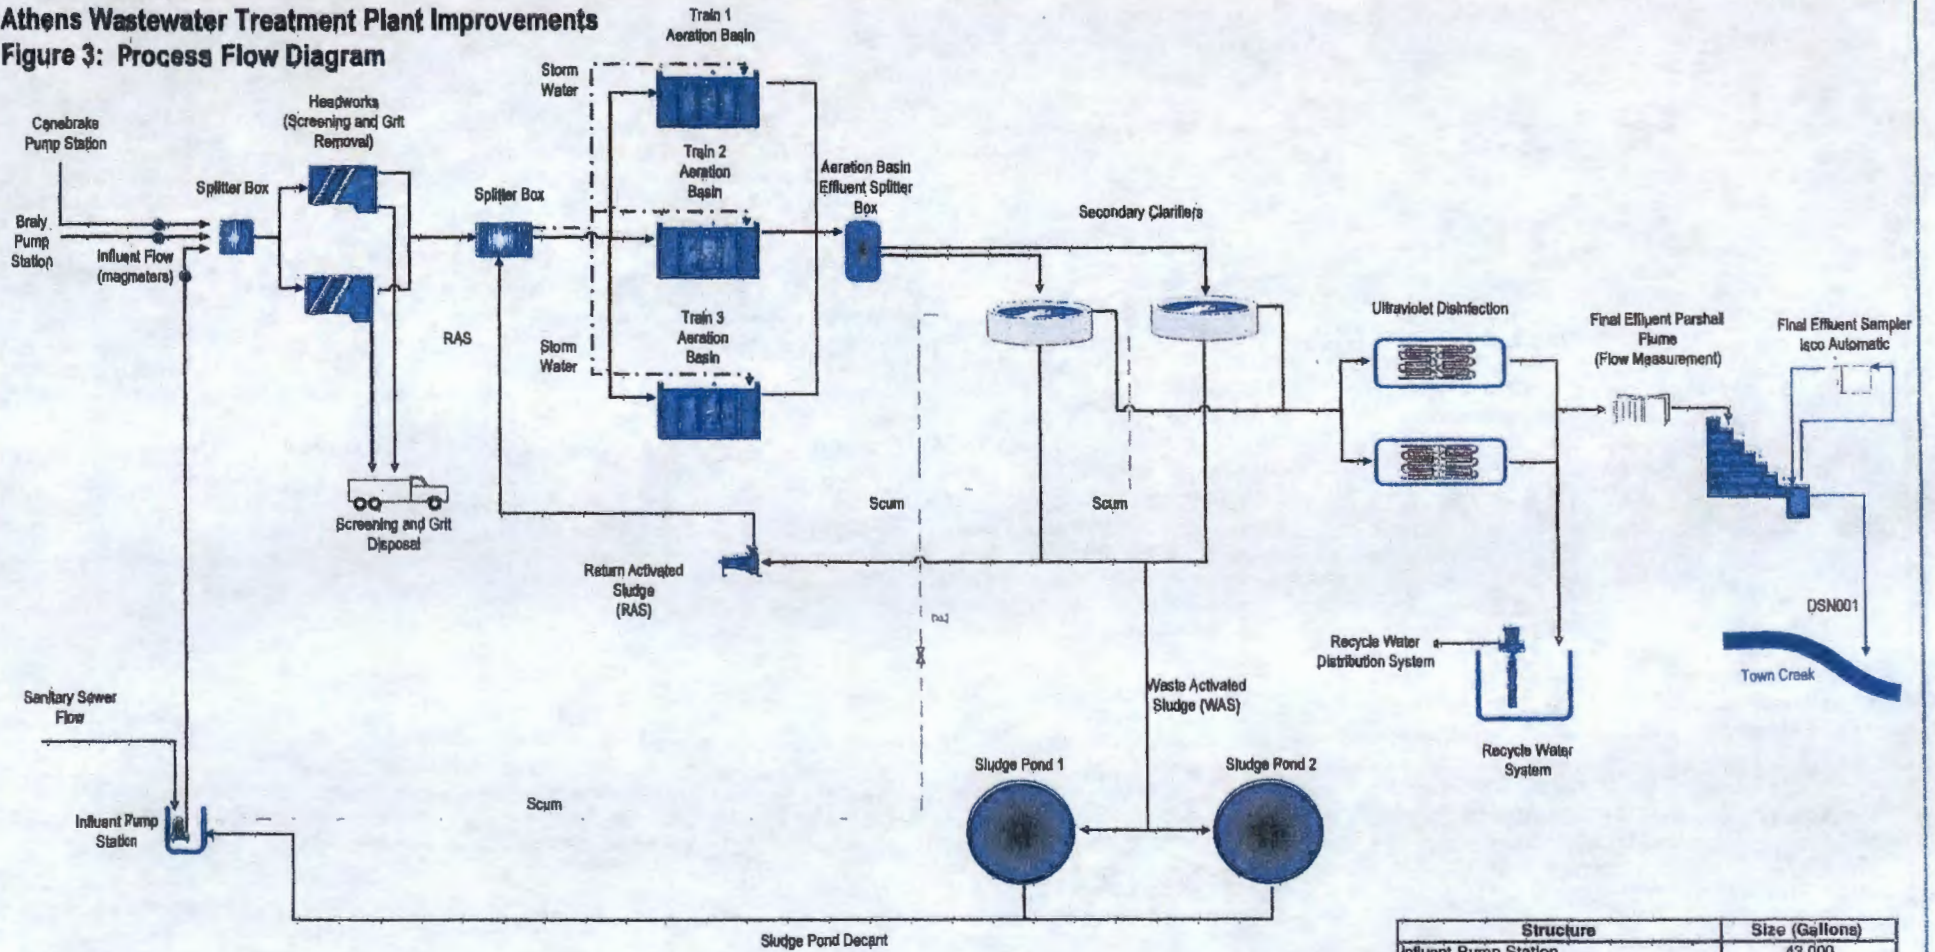 Athens Wastewater Treatment Plant Improvements
Figure 3: Process Flow Diagram
Train 1
Aeration Basin
Storm
Water
Headworks
(Screening and Grit
Removal)
Canebrake
Pump Station
Train 2
Aeration
Basin
Aeration Basin
Effluent Splitter
Box
Splitter Box
Splitter Box
Secondary Clarifiers
Braly
Pump
Station
Influent Flow
(magmeters)
RAS
Train 3
Aeration
Basin
Storm
Water
Ultraviolet Disinfection
Final Effluent Parshall
Flume
(Flow Measurement)
Final Effluent Sampler
Isco Automatic
Scum
Scum
Screening and Grit
Disposal
Return Activated
Sludge
(RAS)
DSN001
Recycle Water
Distribution System
Town Creek
Waste Activated
Sludge (WAS)
Sanitary Sewer
Flow
Recycle Water
System
Sludge Pond 1
Sludge Pond 2
Scum
Influent Pump
Station
Sludge Pond Decant
Structure Size (Gallons)
Influent Pump Station 42,000